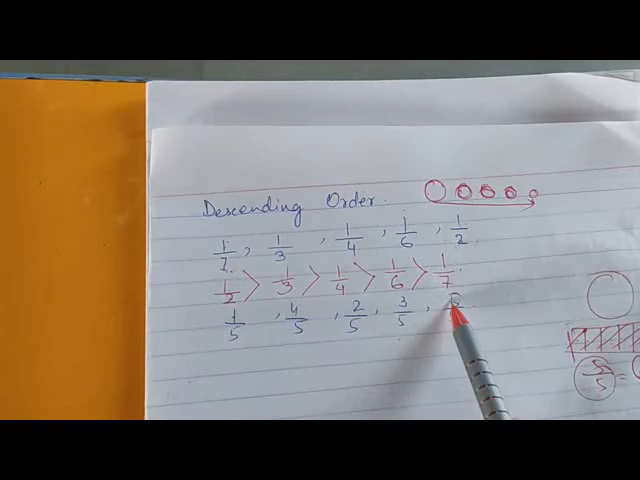 Descending Order.
1/7, 1/3, 1/4, 1/6, 1/2,
1/2 > 1/3 > 1/4 > 1/6 > 1/7.
1/5, 4/5, 2/5, 3/5,
5/5 =